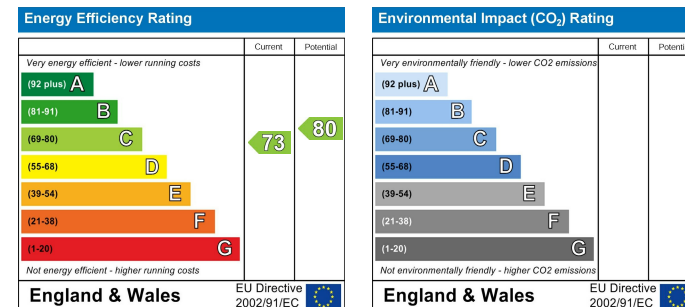 Energy Efficiency Rating
Current Potential
Very energy efficient - lower running costs
(92 plus) A
(81-91) B
(69-80) C
(55-68) D
(39-54) E
(21-38) F
(1-20) G
73
80
Not energy efficient - higher running costs
England & Wales
EU Directive
2002/91/EC
Environmental Impact (CO₂) Rating
Current Potenti
Very environmentally friendly - lower CO2 emissions
(92 plus) A
(81-91) B
(69-80) C
(55-68) D
(39-54) E
(21-38) F
(1-20) G
Not environmentally friendly - higher CO2 emissions
England & Wales
EU Directive
2002/91/EC